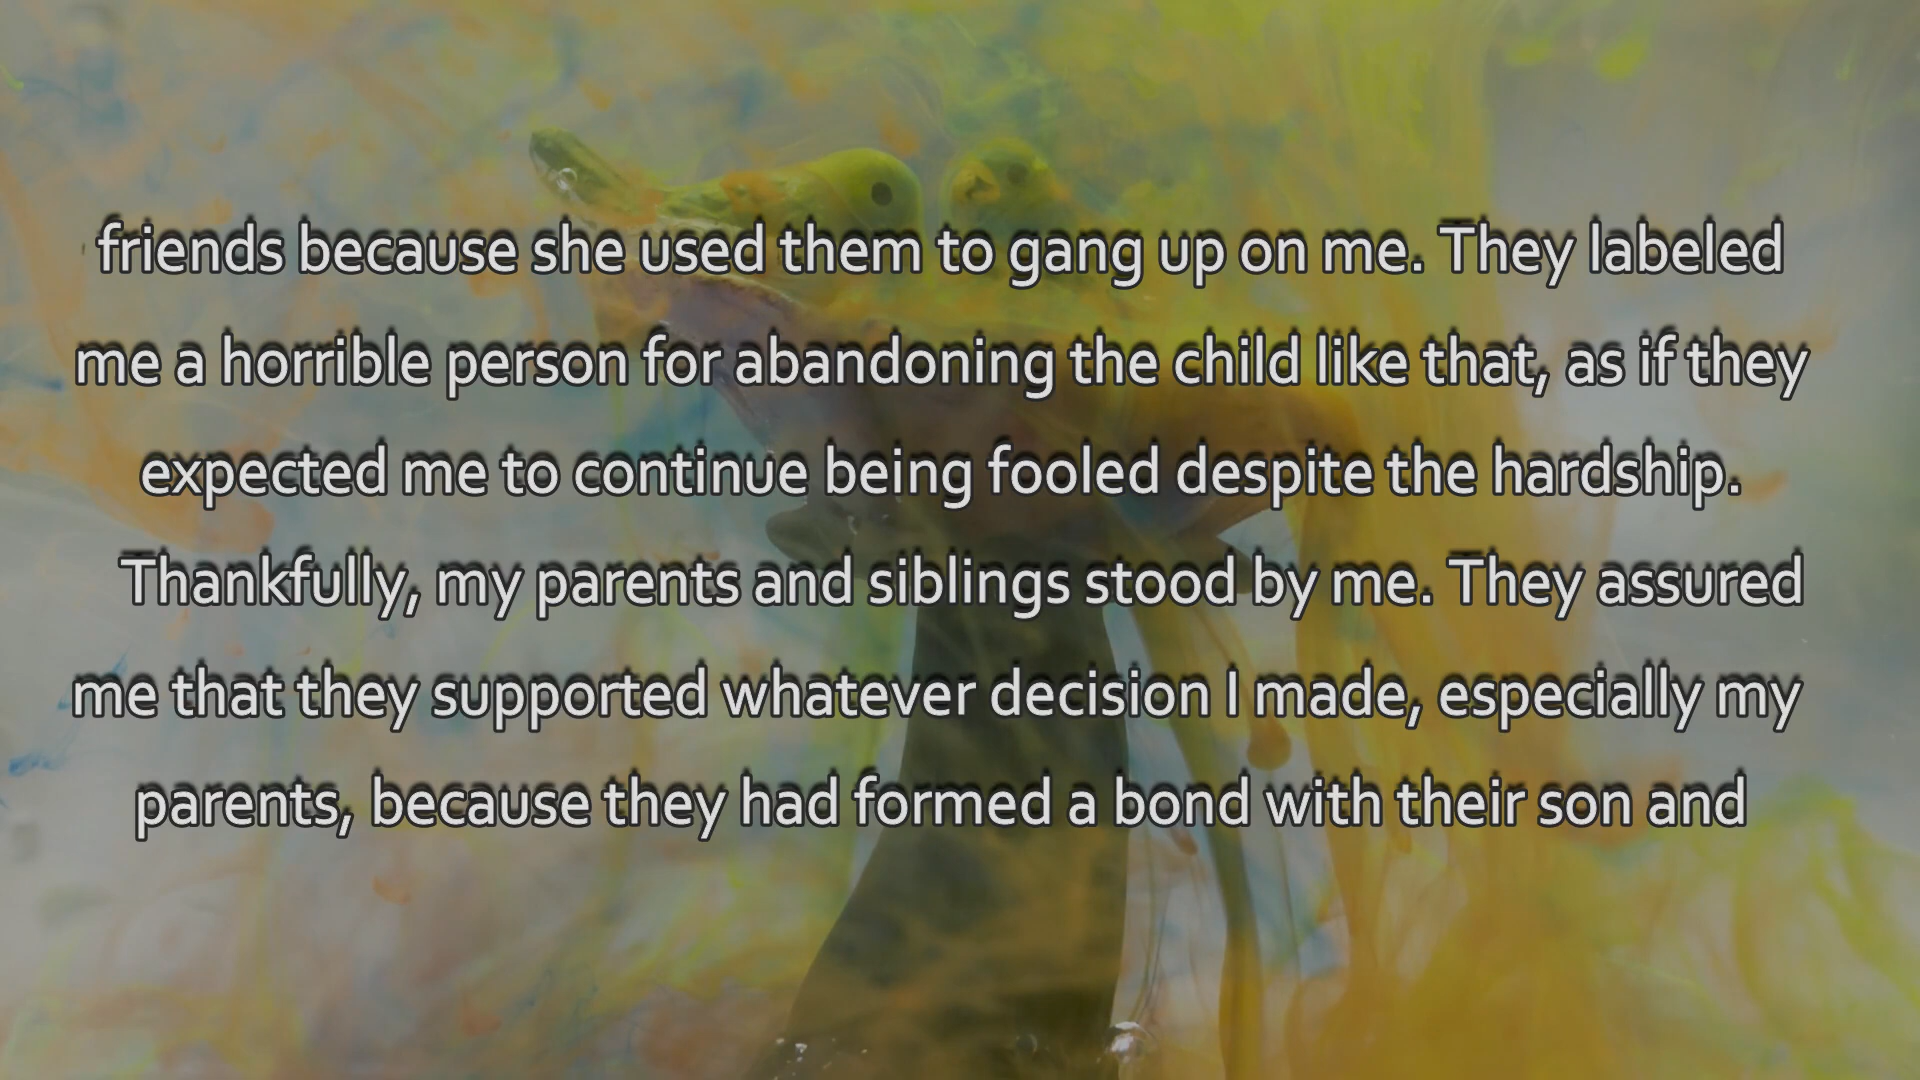 friends because she used them to gang up on me. They labeled
me a horrible person for abandoning the child like that, as if they
expected me to continue being fooled despite the hardship.
Thankfully, my parents and siblings stood by me. They assured
me that they supported whatever decision I made, especially my
parents, because they had formed a bond with their son and